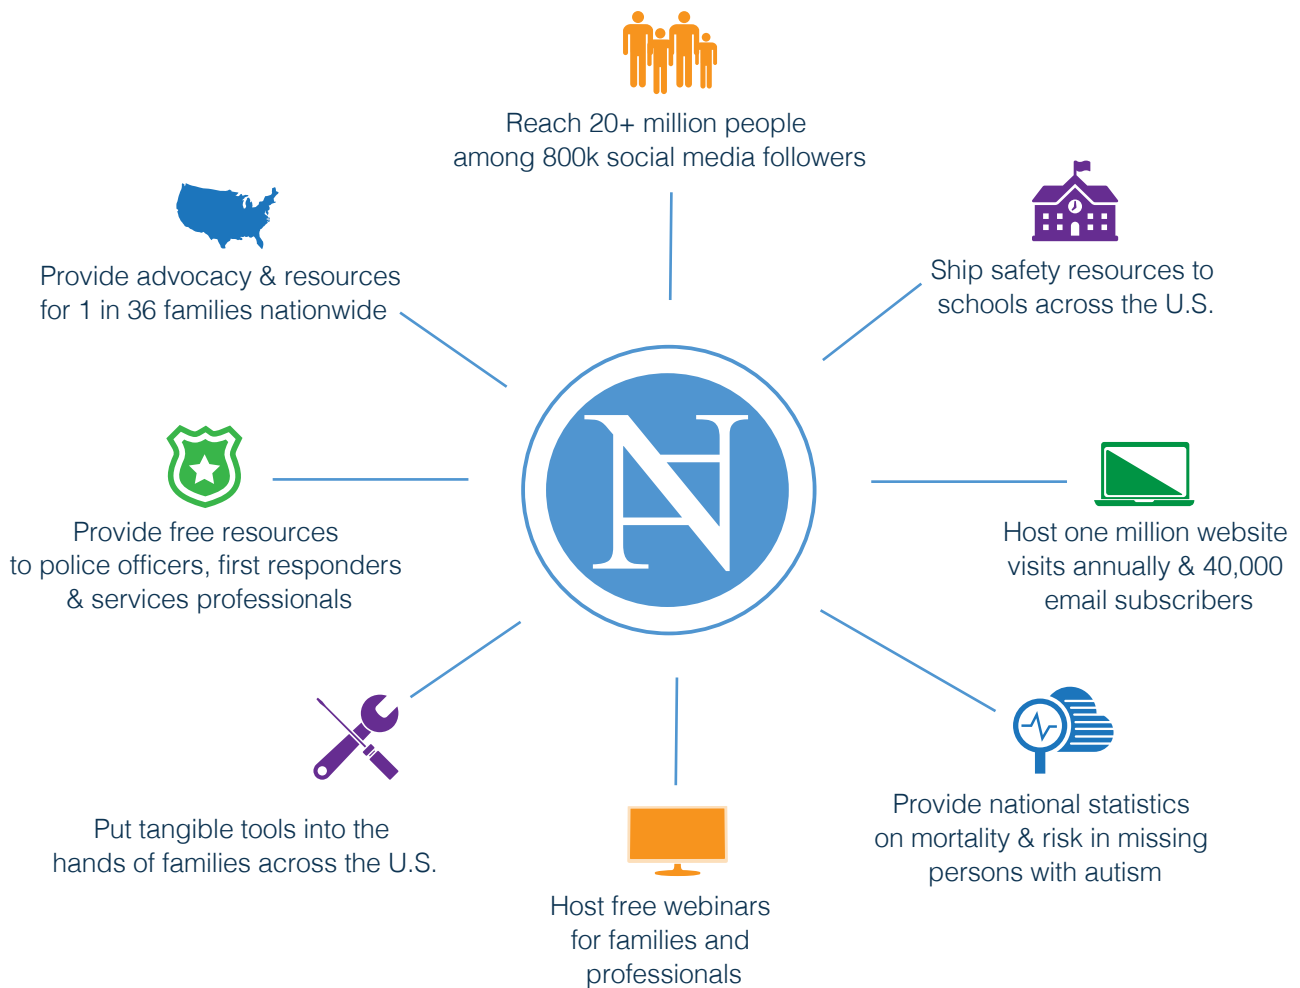 Reach 20+ million people
among 800k social media followers
Provide advocacy & resources
for 1 in 36 families nationwide
Ship safety resources to
schools across the U.S.
Provide free resources
to police officers, first responders
& services professionals
Host one million website
visits annually & 40,000
email subscribers
Put tangible tools into the
hands of families across the U.S.
Provide national statistics
on mortality & risk in missing
persons with autism
Host free webinars
for families and
professionals